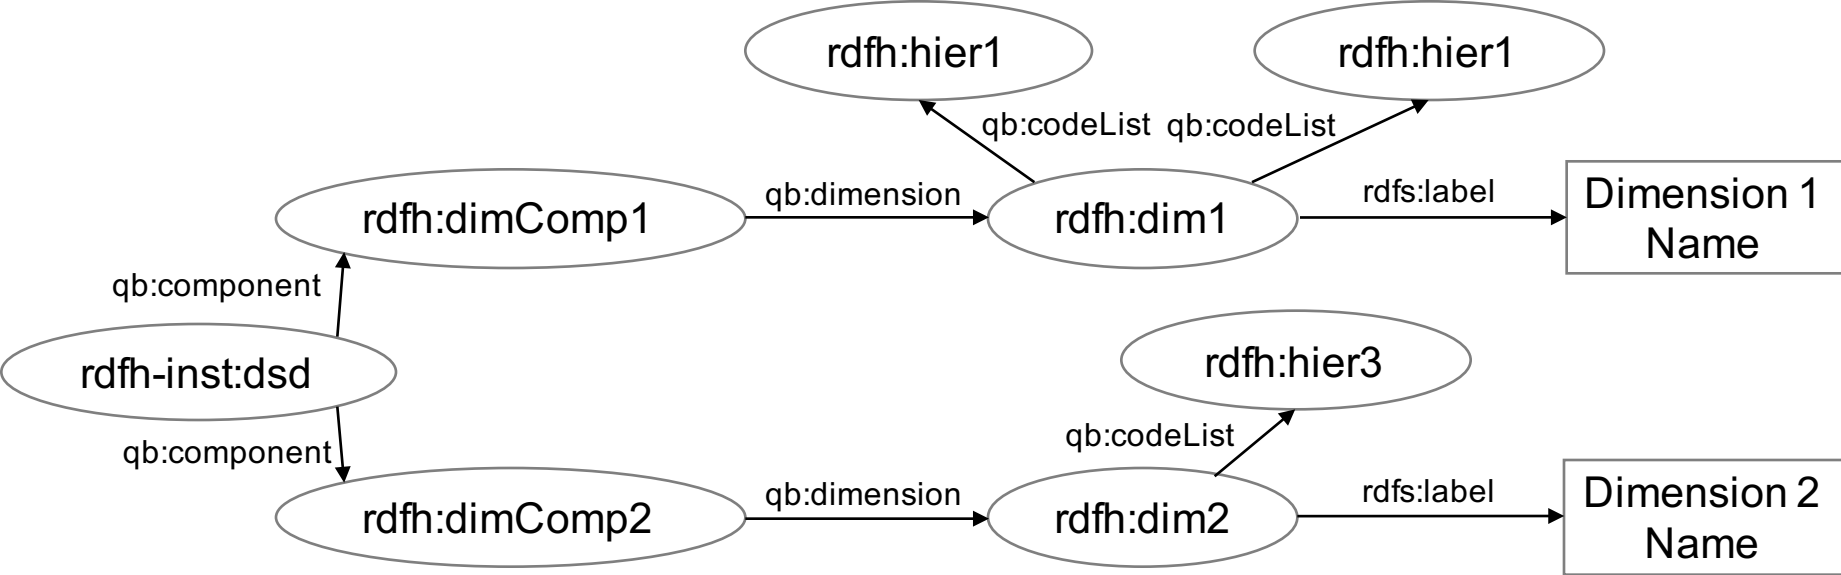 rdfh:hier1
rdfh:hier1
qb:codeList
qb:codeList
rdfh:dimComp1
qb:dimension
rdfh:dim1
rdfs:label
Dimension 1
Name
qb:component
rdfh-inst:dsd
rdfh:hier3
qb:component
qb:codeList
rdfh:dimComp2
qb:dimension
rdfh:dim2
rdfs:label
Dimension 2
Name